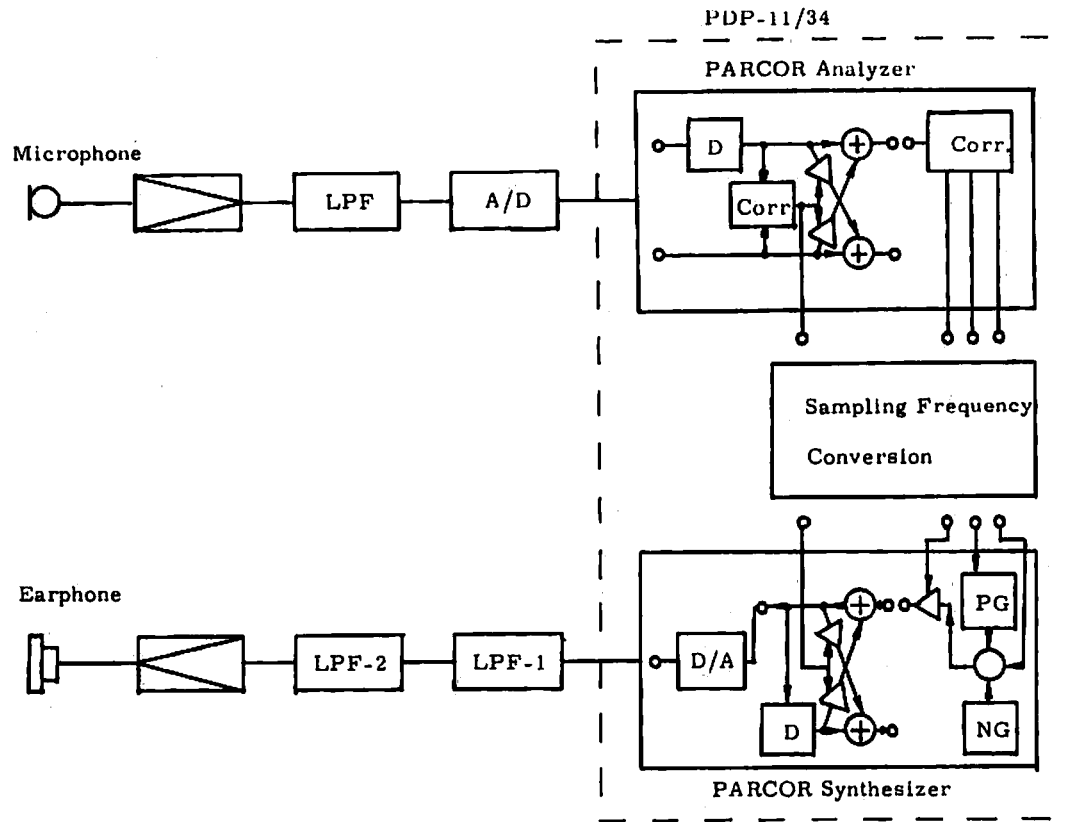 PDP-11/34
PARCOR Analyzer
Microphone
LPF
A/D
D
Corr
+
+
Corr.
Sampling Frequency
Conversion
Earphone
LPF-2
LPF-1
D/A
D
+
+
PG
NG
PARCOR Synthesizer